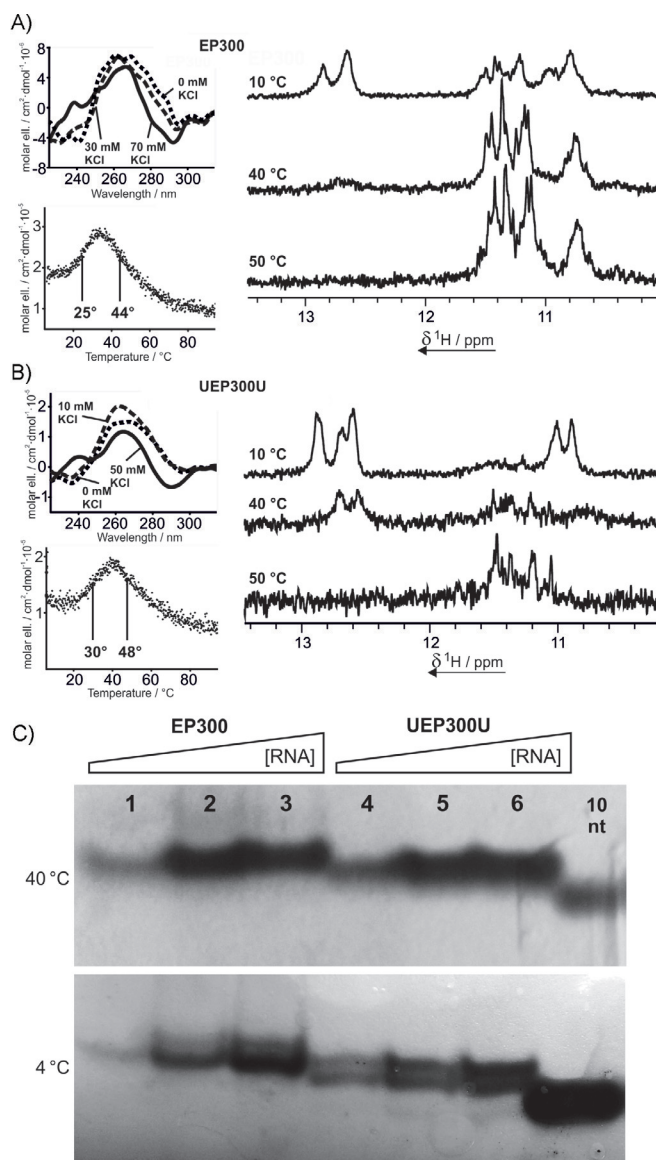 A)
EP300
molar ell. / cm²·dmol⁻¹·10⁻⁶
8
4
0
-4
-8
0 mM
KCl
30 mM
KCl
70 mM
KCl
240 260 280 300
Wavelength / nm
10 °C
40 °C
50 °C
13 12 11
δ ¹H / ppm
molar ell. / cm²·dmol⁻¹·10⁻⁵
3
2
1
25° 44°
20 40 60 80
Temperature / °C
B)
UEP300U
molar ell. / cm²·dmol⁻¹·10⁻⁶
2
1
0
-1
10 mM
KCl
50 mM
KCl
0 mM
KCl
240 260 280 300
Wavelength / nm
10 °C
40 °C
50 °C
13 12 11
δ ¹H / ppm
molar ell. / cm²·dmol⁻¹·10⁻⁵
2
1
30° 48°
20 40 60 80
Temperature / °C
C)
EP300 UEP300U
[RNA] [RNA]
1 2 3 4 5 6 10
nt
40 °C
4 °C